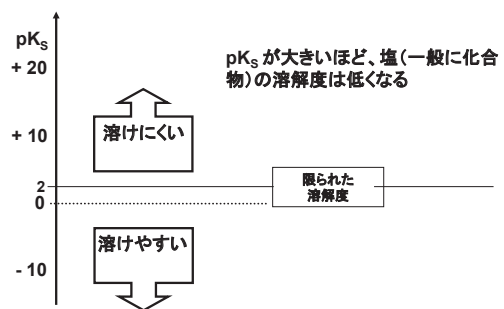 pKS
+ 20
pKS が大きいほど、塩（一般に化合
物）の溶解度は低くなる
+ 10
溶けにくい
2
限られた
溶解度
0
溶けやすい
- 10